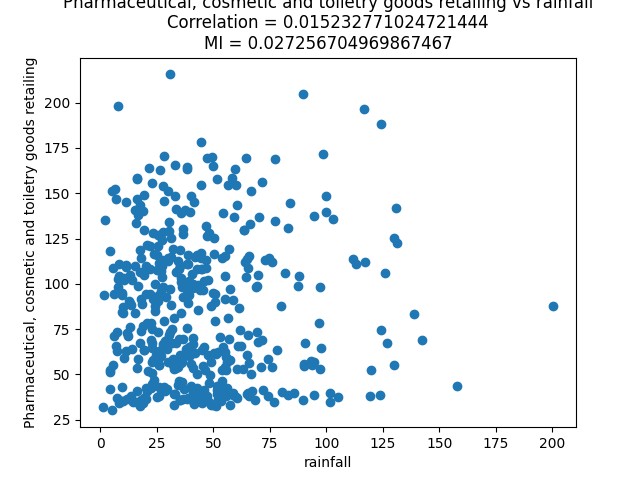 Pharmaceutical, cosmetic and toiletry goods retailing vs rainfall
Correlation = 0.015232771024721444
MI = 0.027256704969867467
Pharmaceutical, cosmetic and toiletry goods retailing
200
175
150
125
100
75
50
25
0 25 50 75 100 125 150 175 200
rainfall